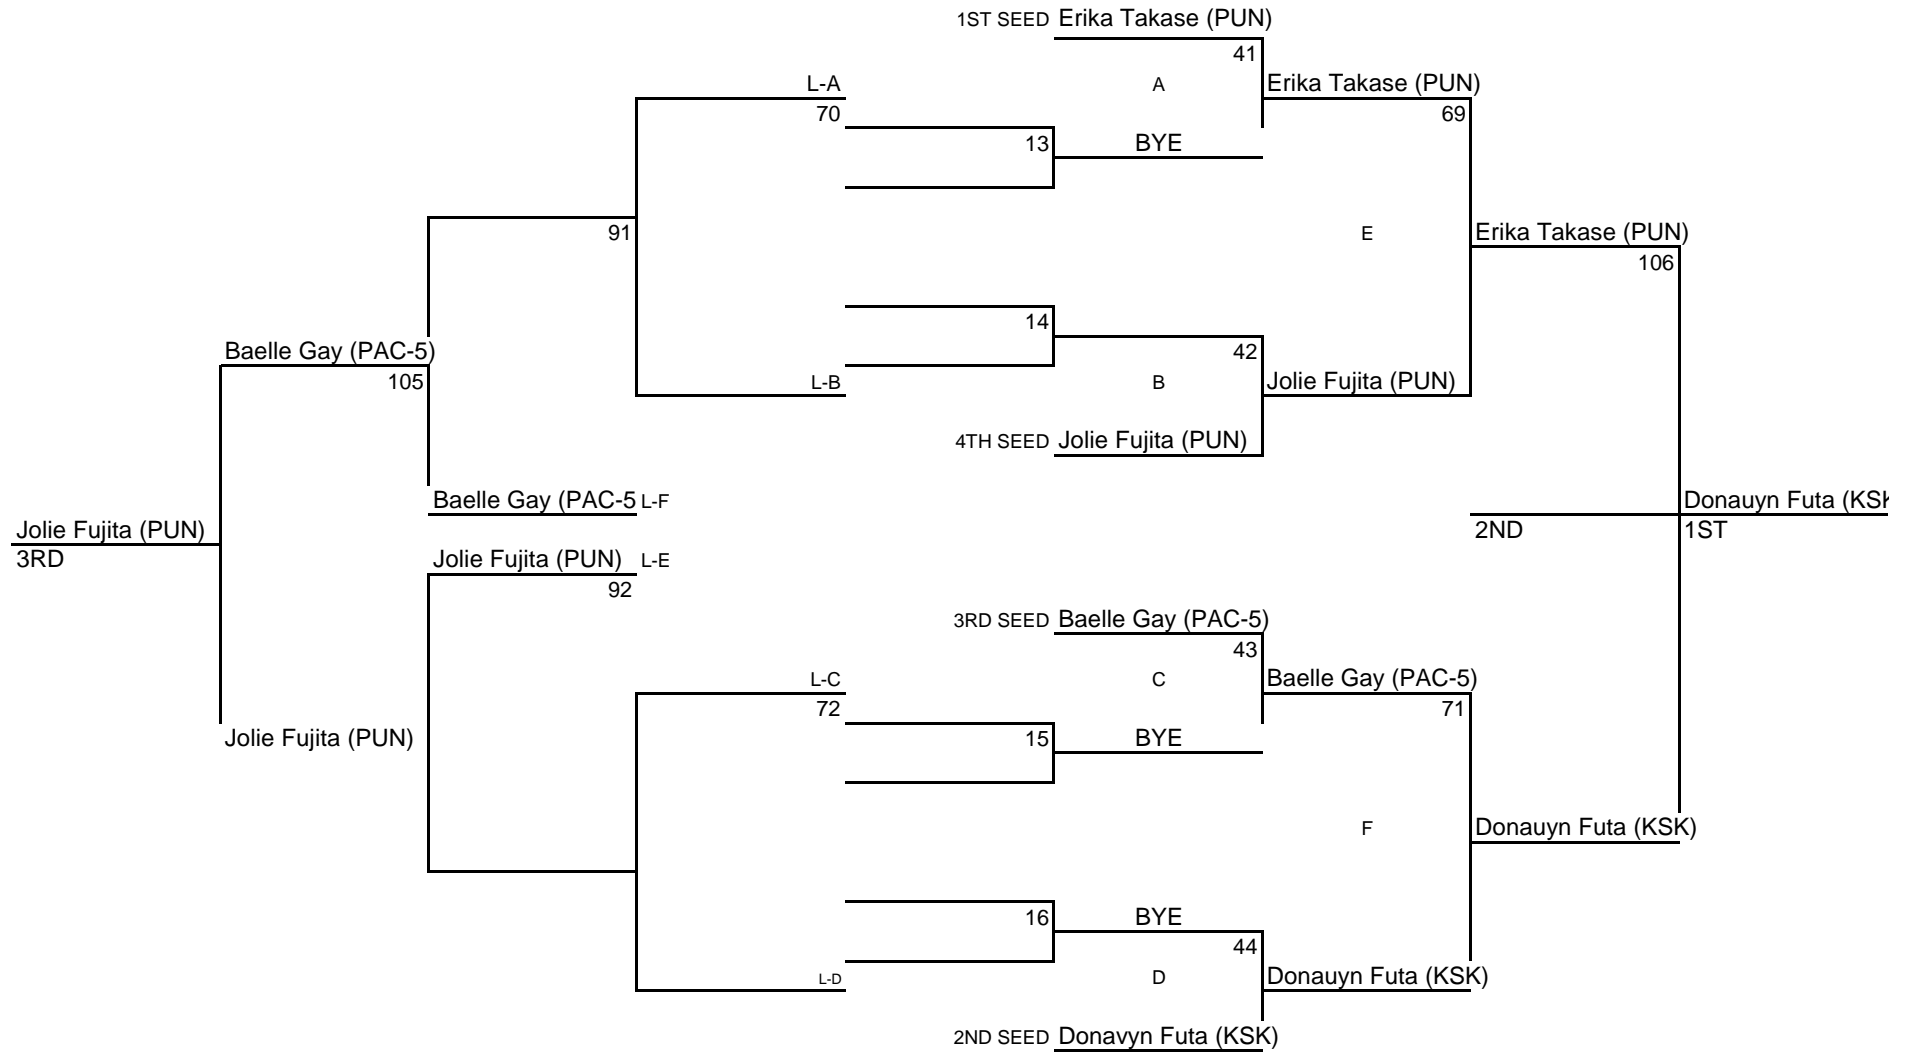 1ST SEED Erika Takase (PUN)
41
L-A
A
Erika Takase (PUN)
70
69
13
BYE
91
E
Erika Takase (PUN)
106
14
Baelle Gay (PAC-5)
42
105
L-B
B
Jolie Fujita (PUN)
4TH SEED Jolie Fujita (PUN)
Baelle Gay (PAC-5 L-F
Donauyn Futa (KSK
Jolie Fujita (PUN)
2ND
1ST
3RD
Jolie Fujita (PUN) L-E
92
3RD SEED Baelle Gay (PAC-5)
43
L-C
C
Baelle Gay (PAC-5)
72
71
Jolie Fujita (PUN)
15
BYE
F
Donauyn Futa (KSK)
16
BYE
44
L-D
D
Donauyn Futa (KSK)
2ND SEED Donavyn Futa (KSK)